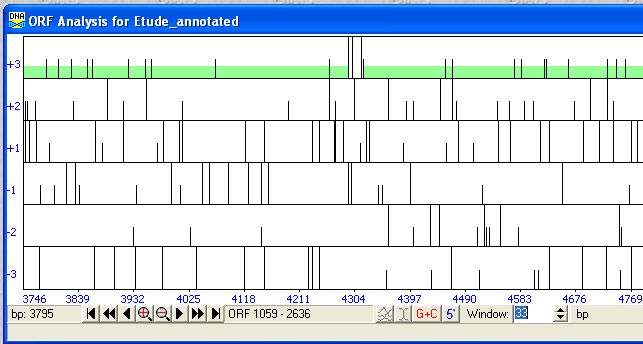 DNA
ORF Analysis for Etude_annotated
+3
+2
+1
-1
-2
-3
3746 3839 3932 4025 4118 4211 4304 4397 4490 4583 4676 4769
bp: 3795 ORF 1059 - 2636 G+C 5' Window: 33 bp